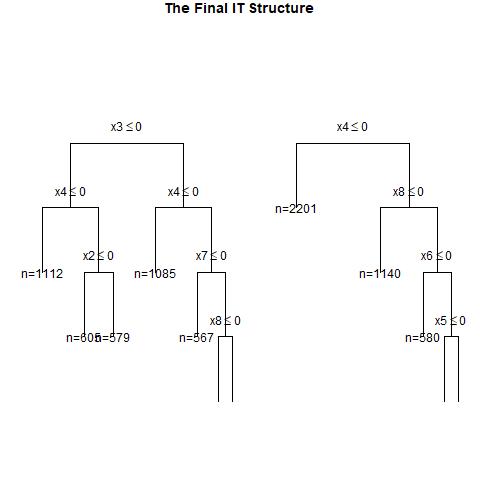 The Final IT Structure
x3 ≤ 0 x4 ≤ 0
x4 ≤ 0 x4 ≤ 0 x8 ≤ 0
n=2201
x2 ≤ 0 x7 ≤ 0 x6 ≤ 0
n=1112 n=1085 n=1140
x8 ≤ 0 x5 ≤ 0
n=605 n=579 n=567 n=580